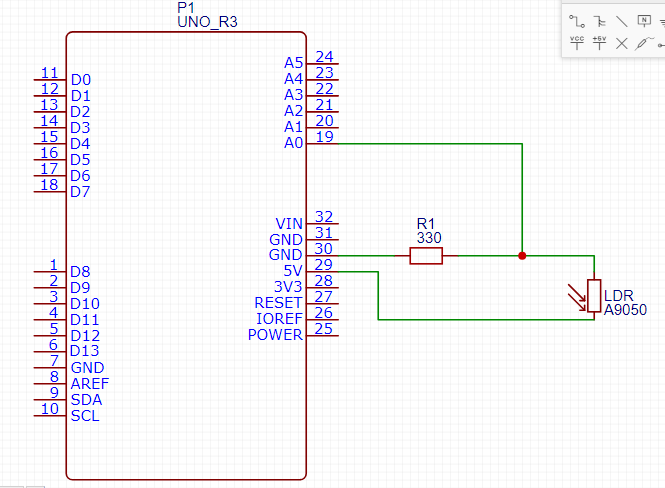 P1
UNO_R3
11 D0
12 D1
13 D2
14 D3
15 D4
16 D5
17 D6
18 D7
1 D8
2 D9
3 D10
4 D11
5 D12
6 D13
7 GND
8 AREF
9 SDA
10 SCL
A5 24
A4 23
A3 22
A2 21
A1 20
A0 19
VIN 32
GND 31
GND 30
5V 29
3V3 28
RESET 27
IOREF 26
POWER 25
R1
330
LDR
A9050
N
VCC
+5V